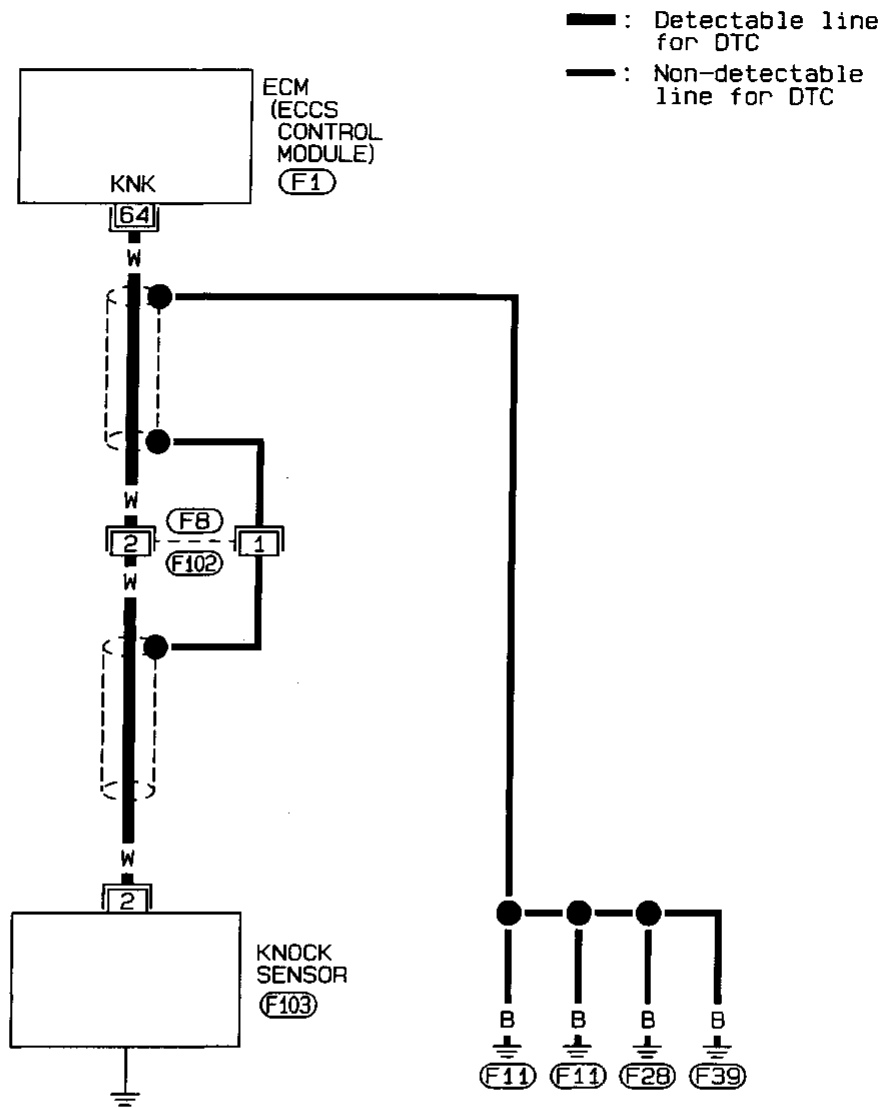 : Detectable line
for DTC
: Non-detectable
line for DTC
ECM
(ECCS
CONTROL
MODULE)
F1
KNK
64
W
W
F8
2
1
F102
W
W
2
KNOCK
SENSOR
F103
B B B B
F11 F11 F28 F39